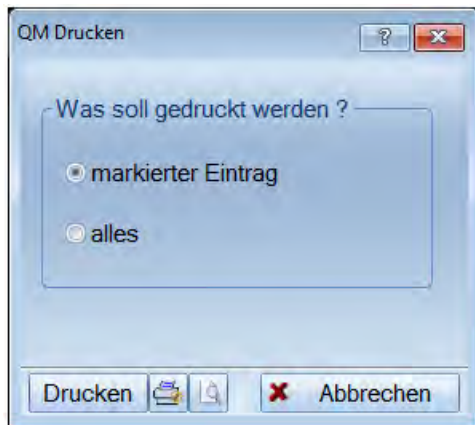 QM Drucken
Was soll gedruckt werden ?
markierter Eintrag
alles
Drucken
Abbrechen